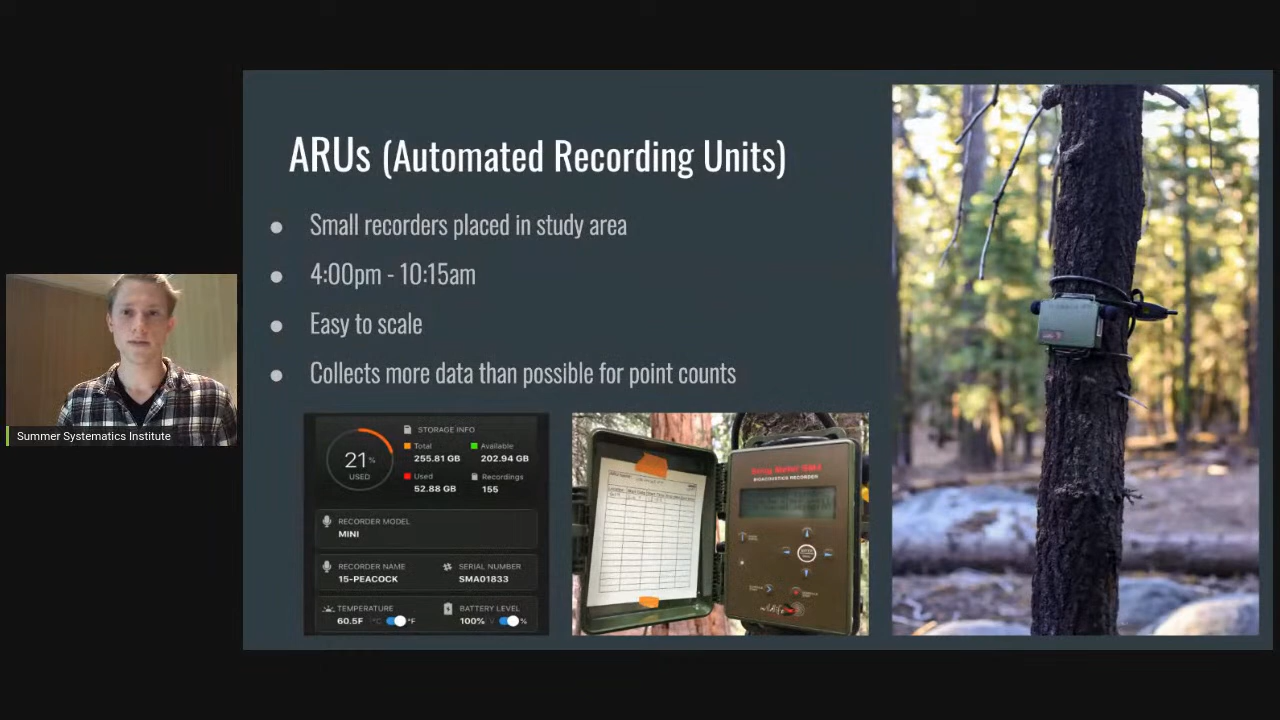 ARUs (Automated Recording Units)
● Small recorders placed in study area
● 4:00pm - 10:15am
● Easy to scale
● Collects more data than possible for point counts
Summer Systematics Institute
STORAGE INFO
21%
USED
Total
255.81 GB
Available
202.94 GB
Used
52.88 GB
Recordings
155
RECORDER MODEL
MINI
RECORDER NAME
15-PEACOCK
SERIAL NUMBER
SMA01833
TEMPERATURE
60.5F °C °F
BATTERY LEVEL
100% V %
Song Meter SM4
BIOACOUSTICS RECORDER